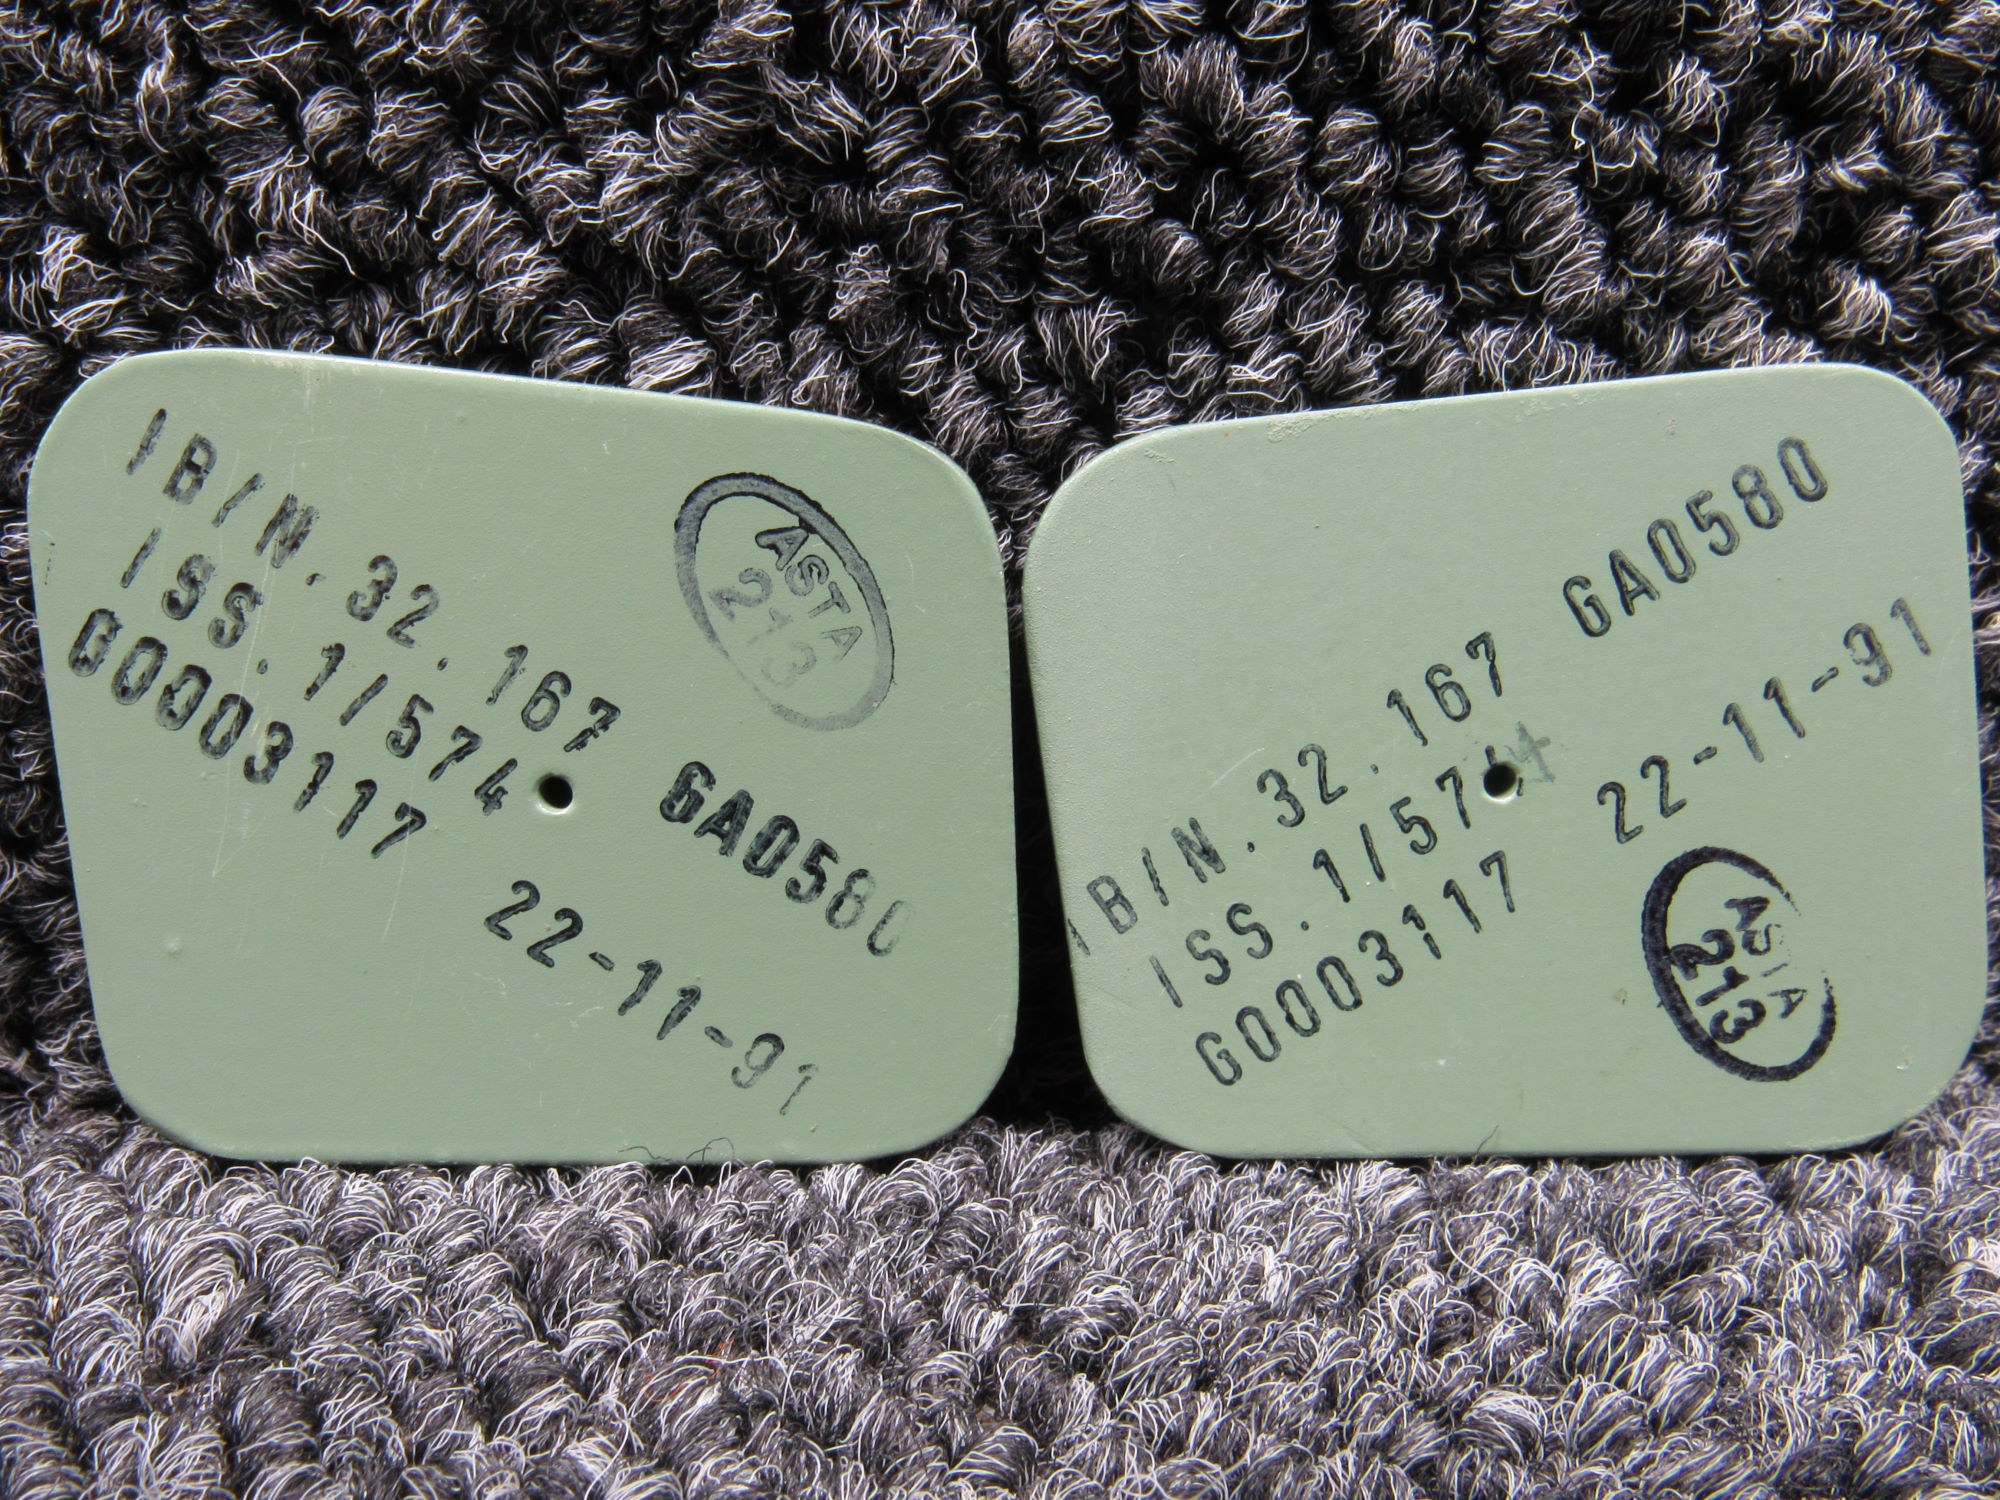 IB/N.32.167 GA0580
ISS.1/574
G0003117 22-11-91
ASTA
213
IB/N.32.167 GA0580
ISS.1/574
G0003117 22-11-91
ASTA
213